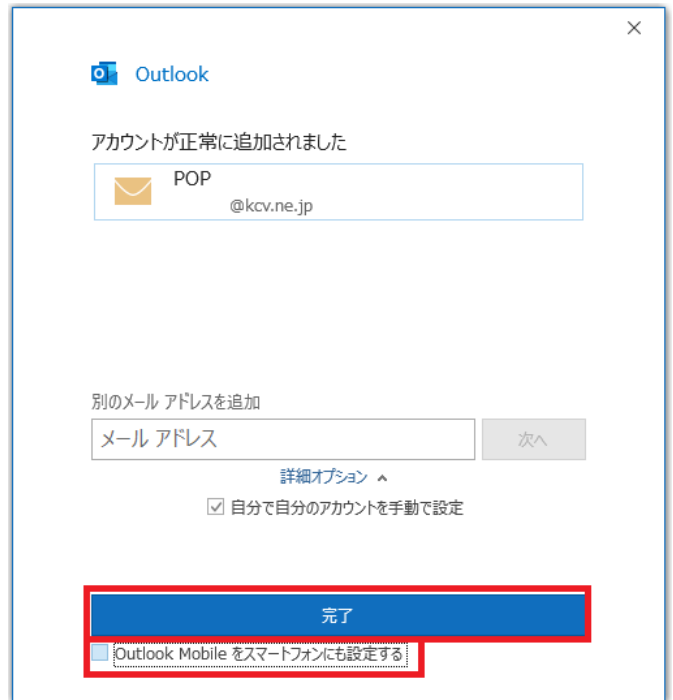 Outlook
アカウントが正常に追加されました
POP
@kcv.ne.jp
別のメール アドレスを追加
メール アドレス
次へ
詳細オプション
自分で自分のアカウントを手動で設定
完了
Outlook Mobile をスマートフォンにも設定する